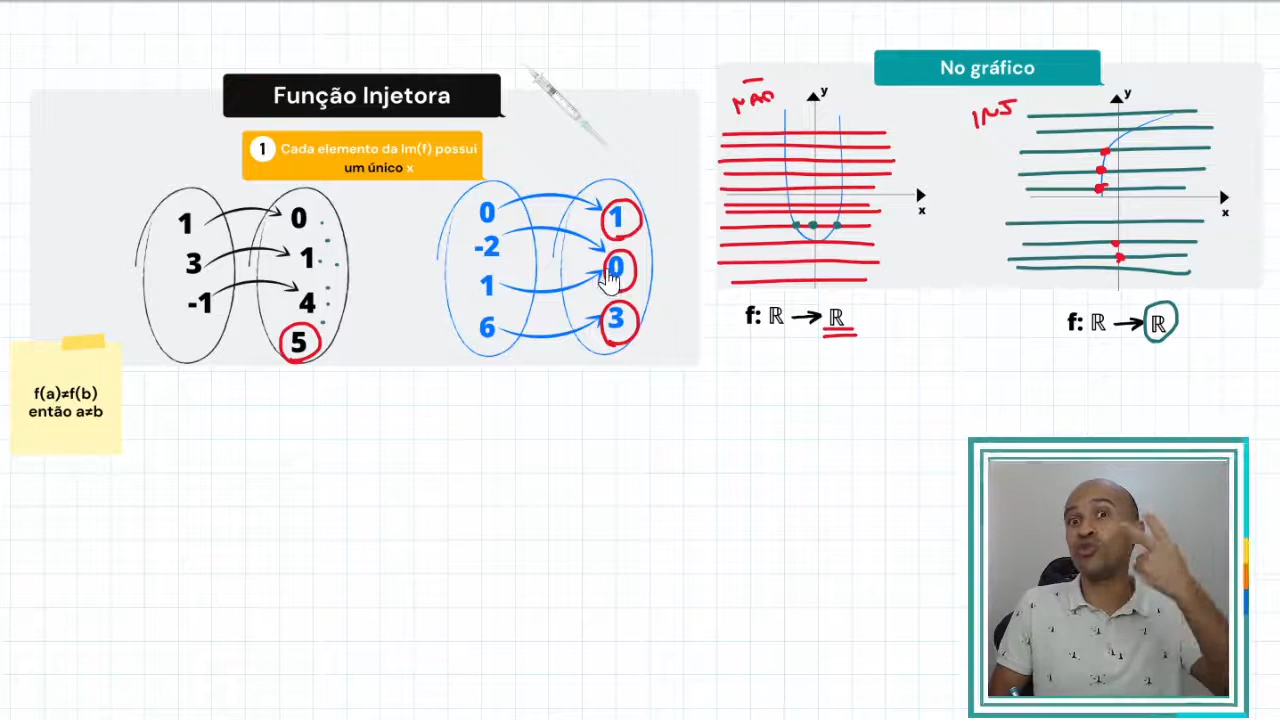 Função Injetora
1 Cada elemento da Im(f) possui
um único x
1
3
-1
0
1
4
5
0
-2
1
6
1
0
3
f(a)≠f(b)
então a≠b
No gráfico
NÃO
y
x
f: ℝ → ℝ
INJ
y
x
f: ℝ → ℝ